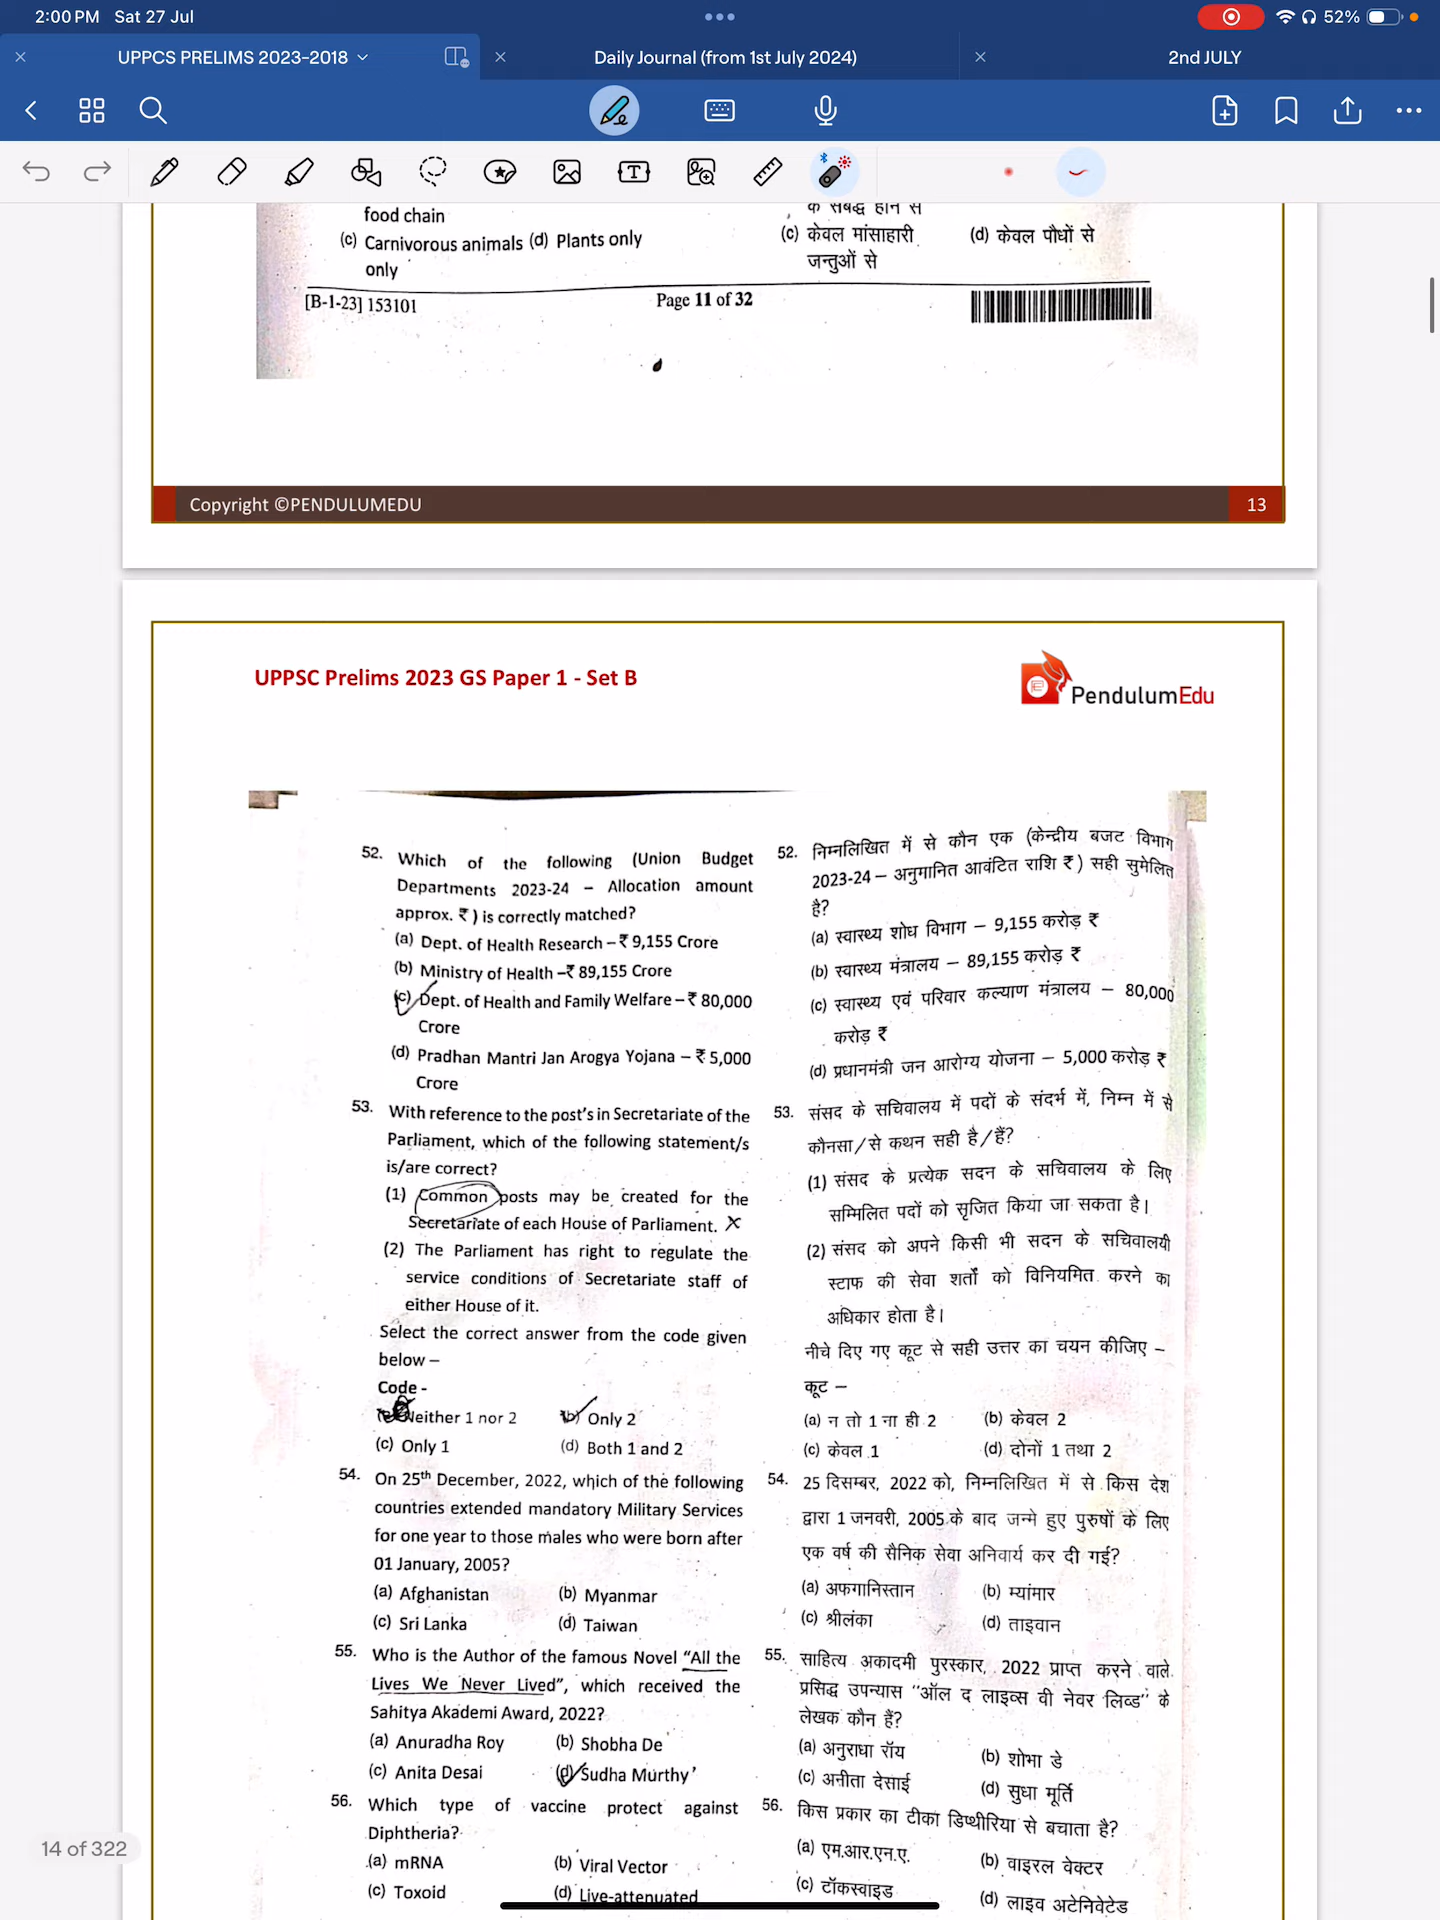 2:00 PM Sat 27 Jul
52%
UPPCS PRELIMS 2023-2018
Daily Journal (from 1st July 2024)
2nd JULY
food chain
(c) Carnivorous animals only
(d) Plants only
के संबद्ध होने से
(c) केवल मांसाहारी जन्तुओं से
(d) केवल पौधों से
[B-1-23] 153101
Page 11 of 32
Copyright ©PENDULUMEDU
13
UPPSC Prelims 2023 GS Paper 1 - Set B
PendulumEdu
52. Which of the following (Union Budget
Departments 2023-24 – Allocation amount
approx. ₹ ) is correctly matched?
(a) Dept. of Health Research – ₹ 9,155 Crore
(b) Ministry of Health –₹ 89,155 Crore
(c) Dept. of Health and Family Welfare – ₹ 80,000
Crore
(d) Pradhan Mantri Jan Arogya Yojana – ₹ 5,000
Crore
53. With reference to the post's in Secretariate of the
Parliament, which of the following statement/s
is/are correct?
(1) Common posts may be created for the
Secretariate of each House of Parliament. X
(2) The Parliament has right to regulate the
service conditions of Secretariate staff of
either House of it.
Select the correct answer from the code given
below –
Code -
Neither 1 nor 2
(b) Only 2
(c) Only 1
(d) Both 1 and 2
54. On 25th December, 2022, which of the following
countries extended mandatory Military Services
for one year to those males who were born after
01 January, 2005?
(a) Afghanistan
(b) Myanmar
(c) Sri Lanka
(d) Taiwan
55. Who is the Author of the famous Novel “All the
Lives We Never Lived”, which received the
Sahitya Akademi Award, 2022?
(a) Anuradha Roy
(b) Shobha De
(c) Anita Desai
(d) Sudha Murthy
56. Which type of vaccine protect against
Diphtheria?
(a) mRNA
(b) Viral Vector
(c) Toxoid
(d) Live-attenuated
52. निम्नलिखित में से कौन एक (केन्द्रीय बजट विभाग
2023-24 – अनुमानित आवंटित राशि ₹ ) सही सुमेलित
है?
(a) स्वास्थ्य शोध विभाग – 9,155 करोड़ ₹
(b) स्वास्थ्य मंत्रालय – 89,155 करोड़ ₹
(c) स्वास्थ्य एवं परिवार कल्याण मंत्रालय – 80,000
करोड़ ₹
(d) प्रधानमंत्री जन आरोग्य योजना – 5,000 करोड़ ₹
53. संसद के सचिवालय में पदों के संदर्भ में, निम्न में से
कौनसा/से कथन सही है/हैं?
(1) संसद के प्रत्येक सदन के सचिवालय के लिए
सम्मिलित पदों को सृजित किया जा सकता है।
(2) संसद को अपने किसी भी सदन के सचिवालयी
स्टाफ की सेवा शर्तों को विनियमित करने का
अधिकार होता है।
नीचे दिए गए कूट से सही उत्तर का चयन कीजिए –
कूट –
(a) न तो 1 ना ही 2
(b) केवल 2
(c) केवल 1
(d) दोनों 1 तथा 2
54. 25 दिसम्बर, 2022 को, निम्नलिखित में से किस देश
द्वारा 1 जनवरी, 2005 के बाद जन्मे हुए पुरुषों के लिए
एक वर्ष की सैनिक सेवा अनिवार्य कर दी गई?
(a) अफगानिस्तान
(b) म्यांमार
(c) श्रीलंका
(d) ताइवान
55. साहित्य अकादमी पुरस्कार, 2022 प्राप्त करने वाले
प्रसिद्ध उपन्यास “ऑल द लाइव्स वी नेवर लिव्ड” के
लेखक कौन हैं?
(a) अनुराधा रॉय
(b) शोभा डे
(c) अनीता देसाई
(d) सुधा मूर्ति
56. किस प्रकार का टीका डिप्थीरिया से बचाता है?
(a) एम.आर.एन.ए.
(b) वाइरल वेक्टर
(c) टॉकस्वाइड
(d) लाइव अटेनिवेटेड
14 of 322